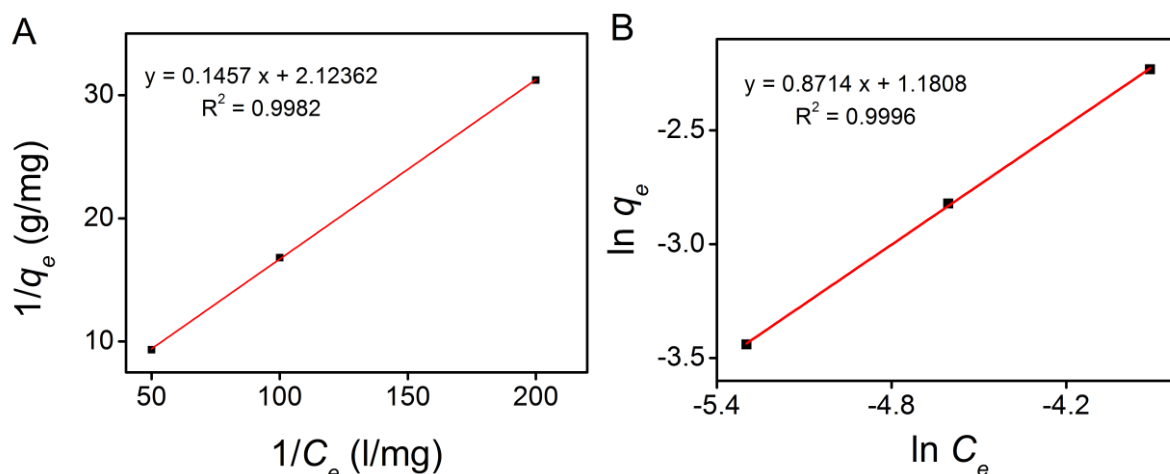 A
y = 0.1457 x + 2.12362
R² = 0.9982
1/qₑ (g/mg)
30
20
10
50
100
150
200
1/Cₑ (l/mg)
B
y = 0.8714 x + 1.1808
R² = 0.9996
ln qₑ
-2.5
-3.0
-3.5
-5.4
-4.8
-4.2
ln Cₑ